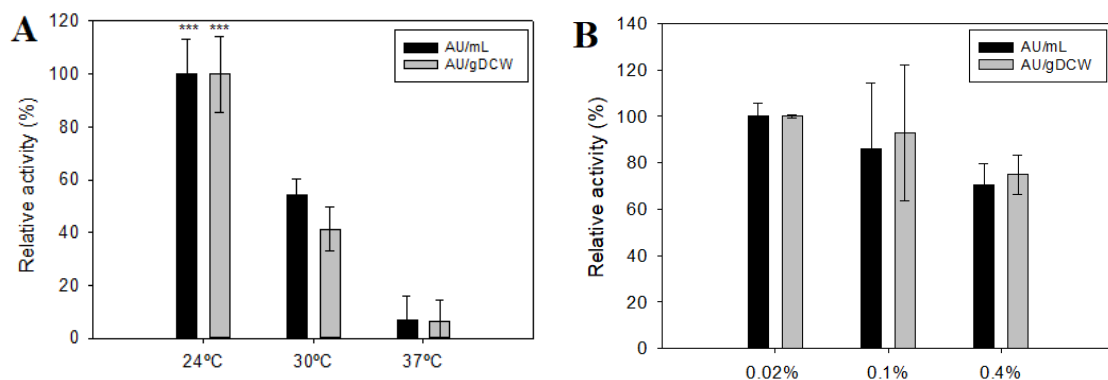 A
Relative activity (%)
120
100
80
60
40
20
0
*** ***
AU/mL
AU/gDCW
24ºC 30ºC 37ºC
B
Relative activity (%)
140
120
100
80
60
40
20
0
AU/mL
AU/gDCW
0.02% 0.1% 0.4%